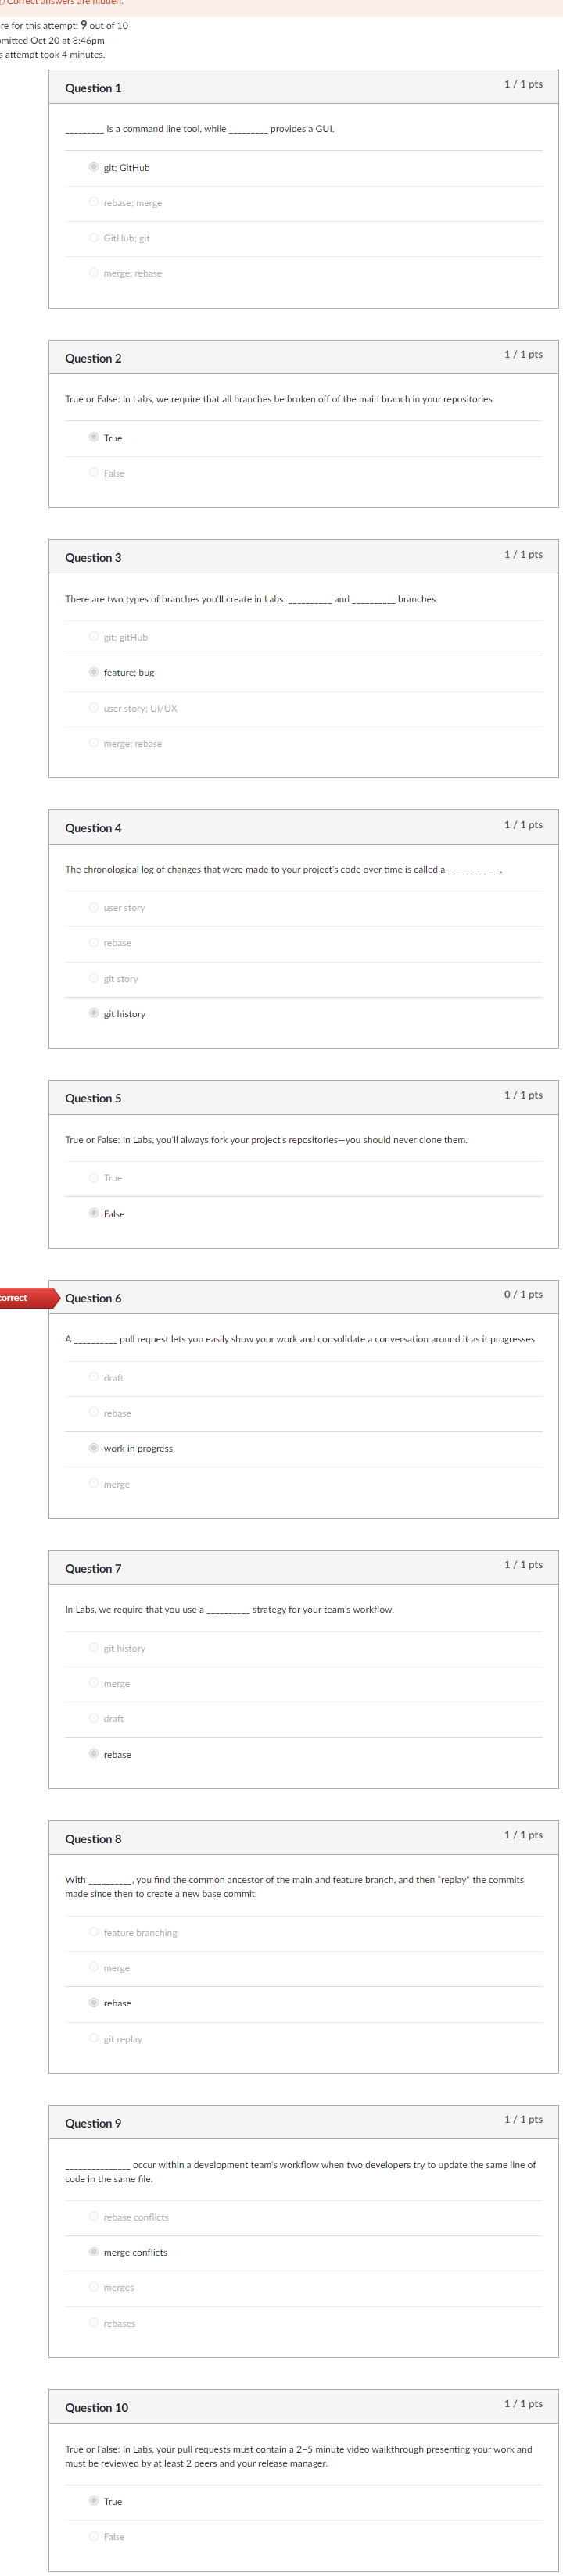 Correct answers are hidden.
re for this attempt: 9 out of 10
mitted Oct 20 at 8:46pm
s attempt took 4 minutes.
Question 1
1 / 1 pts
_________ is a command line tool, while _________ provides a GUI.
git; GitHub
rebase; merge
GitHub; git
merge; rebase
Question 2
1 / 1 pts
True or False: In Labs, we require that all branches be broken off of the main branch in your repositories.
True
False
Question 3
1 / 1 pts
There are two types of branches you'll create in Labs: __________ and __________ branches.
git; gitHub
feature; bug
user story; UI/UX
merge; rebase
Question 4
1 / 1 pts
The chronological log of changes that were made to your project's code over time is called a ____________.
user story
rebase
git story
git history
Question 5
1 / 1 pts
True or False: In Labs, you'll always fork your project's repositories—you should never clone them.
True
False
correct
Question 6
0 / 1 pts
A __________ pull request lets you easily show your work and consolidate a conversation around it as it progresses.
draft
rebase
work in progress
merge
Question 7
1 / 1 pts
In Labs, we require that you use a __________ strategy for your team's workflow.
git history
merge
draft
rebase
Question 8
1 / 1 pts
With __________, you find the common ancestor of the main and feature branch, and then "replay" the commits
made since then to create a new base commit.
feature branching
merge
rebase
git replay
Question 9
1 / 1 pts
_______________ occur within a development team's workflow when two developers try to update the same line of
code in the same file.
rebase conflicts
merge conflicts
merges
rebases
Question 10
1 / 1 pts
True or False: In Labs, your pull requests must contain a 2–5 minute video walkthrough presenting your work and
must be reviewed by at least 2 peers and your release manager.
True
False